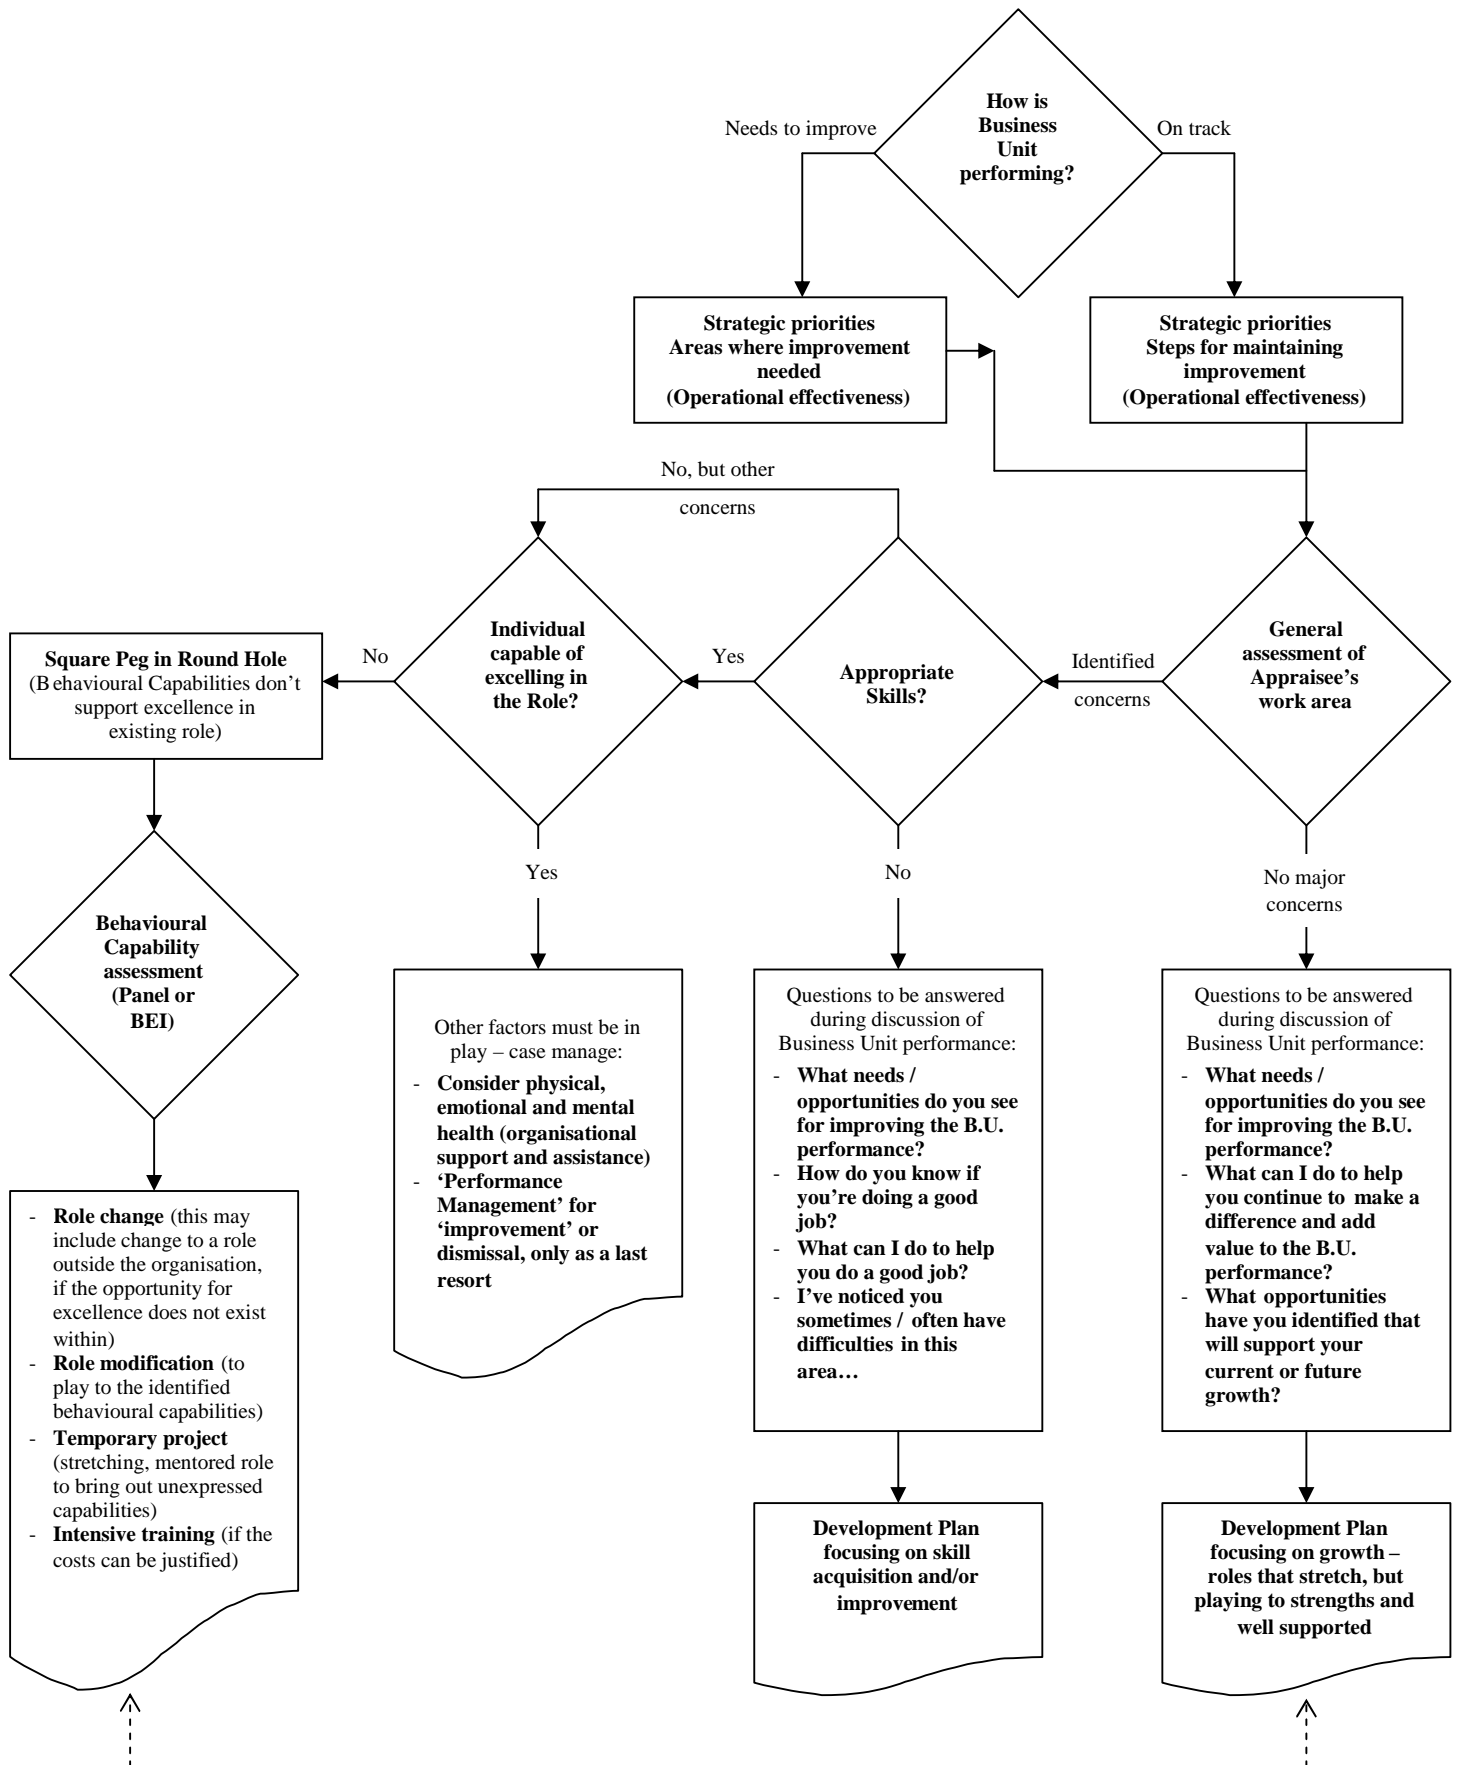 How is
Business
Unit
performing?
Needs to improve
On track
Strategic priorities
Areas where improvement
needed
(Operational effectiveness)
Strategic priorities
Steps for maintaining
improvement
(Operational effectiveness)
No, but other
concerns
General
assessment of
Appraisee's
work area
Identified
concerns
Appropriate
Skills?
Yes
Individual
capable of
excelling in
the Role?
No
Square Peg in Round Hole
(Behavioural Capabilities don't
support excellence in
existing role)
Yes
No
No major
concerns
Behavioural
Capability
assessment
(Panel or
BEI)
Other factors must be in
play – case manage:
- Consider physical,
emotional and mental
health (organisational
support and assistance)
- 'Performance
Management' for
'improvement' or
dismissal, only as a last
resort
Questions to be answered
during discussion of
Business Unit performance:
- What needs /
opportunities do you see
for improving the B.U.
performance?
- How do you know if
you're doing a good
job?
- What can I do to help
you do a good job?
- I've noticed you
sometimes / often have
difficulties in this
area…
Questions to be answered
during discussion of
Business Unit performance:
- What needs /
opportunities do you see
for improving the B.U.
performance?
- What can I do to help
you continue to make a
difference and add
value to the B.U.
performance?
- What opportunities
have you identified that
will support your
current or future
growth?
- Role change (this may
include change to a role
outside the organisation,
if the opportunity for
excellence does not exist
within)
- Role modification (to
play to the identified
behavioural capabilities)
- Temporary project
(stretching, mentored role
to bring out unexpressed
capabilities)
- Intensive training (if the
costs can be justified)
Development Plan
focusing on skill
acquisition and/or
improvement
Development Plan
focusing on growth –
roles that stretch, but
playing to strengths and
well supported